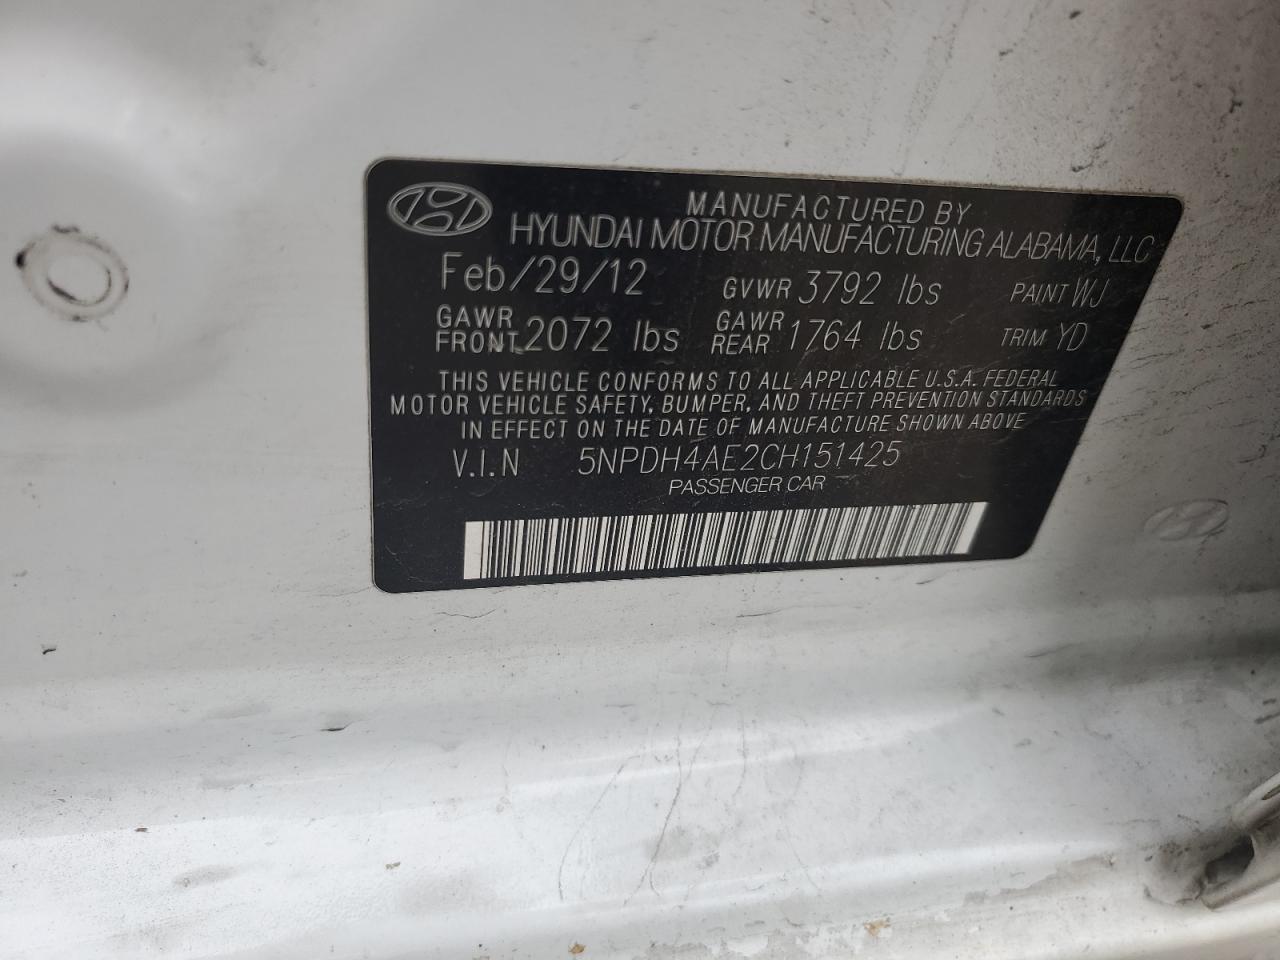 MANUFACTURED BY
HYUNDAI MOTOR MANUFACTURING ALABAMA, LLC
Feb/29/12 GVWR 3792 lbs PAINT WJ
GAWR FRONT 2072 lbs GAWR REAR 1764 lbs TRIM YD
THIS VEHICLE CONFORMS TO ALL APPLICABLE U.S.A. FEDERAL
MOTOR VEHICLE SAFETY, BUMPER, AND THEFT PREVENTION STANDARDS
IN EFFECT ON THE DATE OF MANUFACTURE SHOWN ABOVE
V.I.N 5NPDH4AE2CH151425
PASSENGER CAR